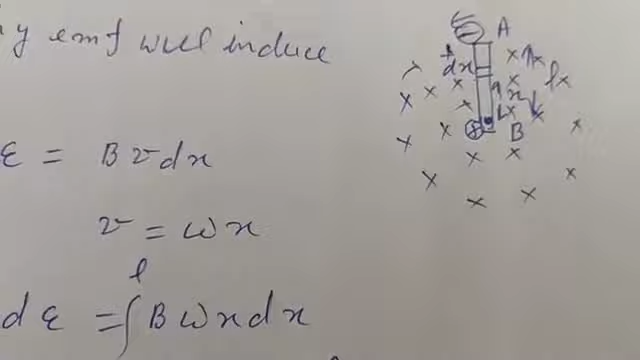 y emf will induce
ε = B v dx
v = ωx
dε = ∫ˡ B ω x dx
A
dx
x
l
B